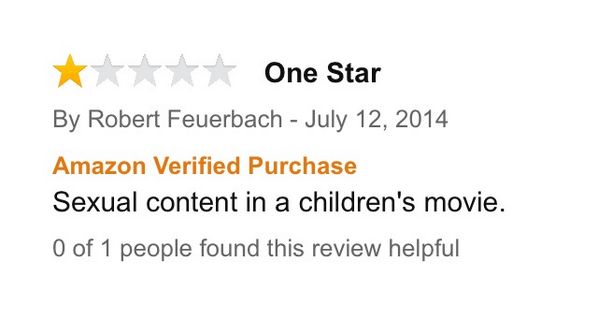 One Star
By Robert Feuerbach - July 12, 2014
Amazon Verified Purchase
Sexual content in a children's movie.
0 of 1 people found this review helpful